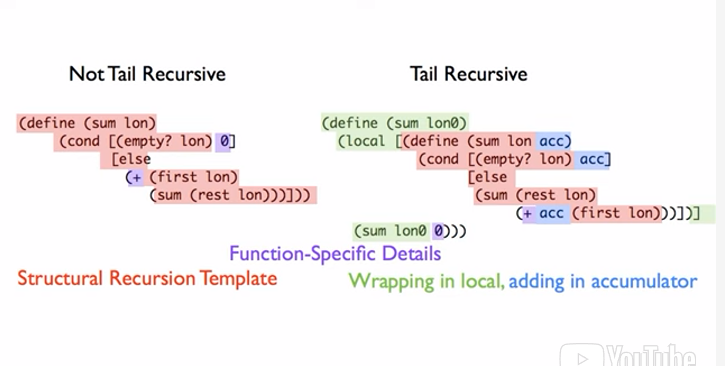 Not Tail Recursive
(define (sum lon)
(cond [(empty? lon) 0]
[else
(+ (first lon)
(sum (rest lon)))]))
Tail Recursive
(define (sum lon0)
(local [(define (sum lon acc)
(cond [(empty? lon) acc]
[else
(sum (rest lon)
(+ acc (first lon)))])]
(sum lon0 0)))
Function-Specific Details
Structural Recursion Template
Wrapping in local, adding in accumulator
YouTube